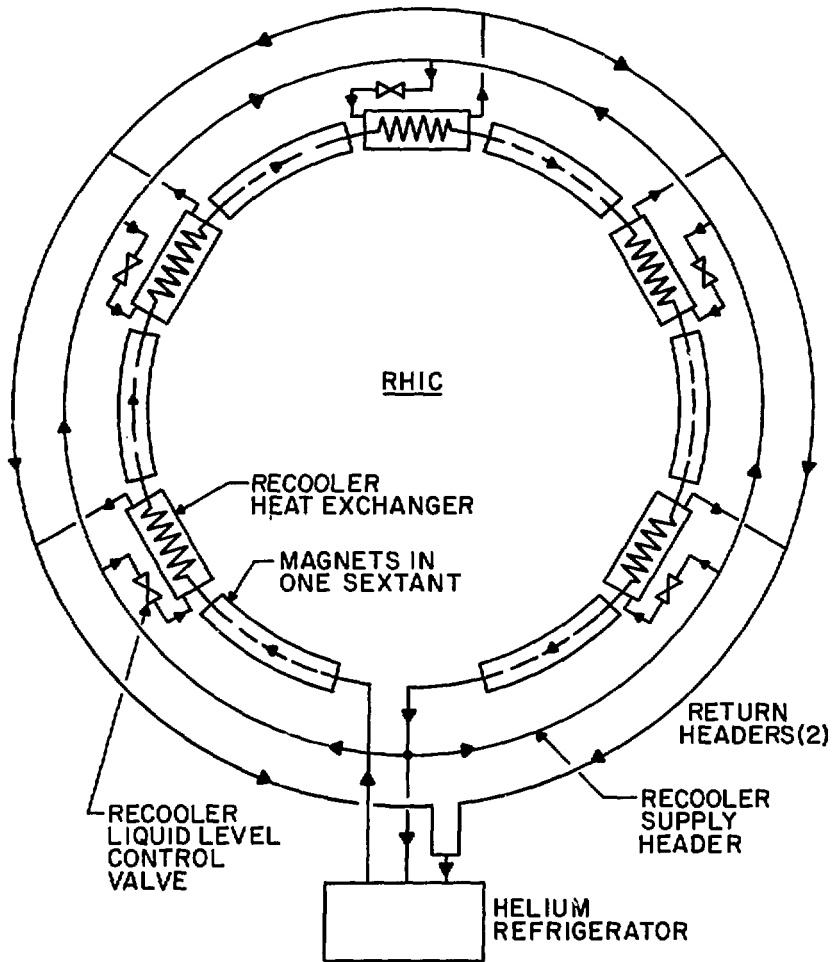 RHIC
RECOOLER
HEAT EXCHANGER
MAGNETS IN
ONE SEXTANT
RETURN
HEADERS(2)
RECOOLER
LIQUID LEVEL
CONTROL
VALVE
RECOOLER
SUPPLY
HEADER
HELIUM
REFRIGERATOR